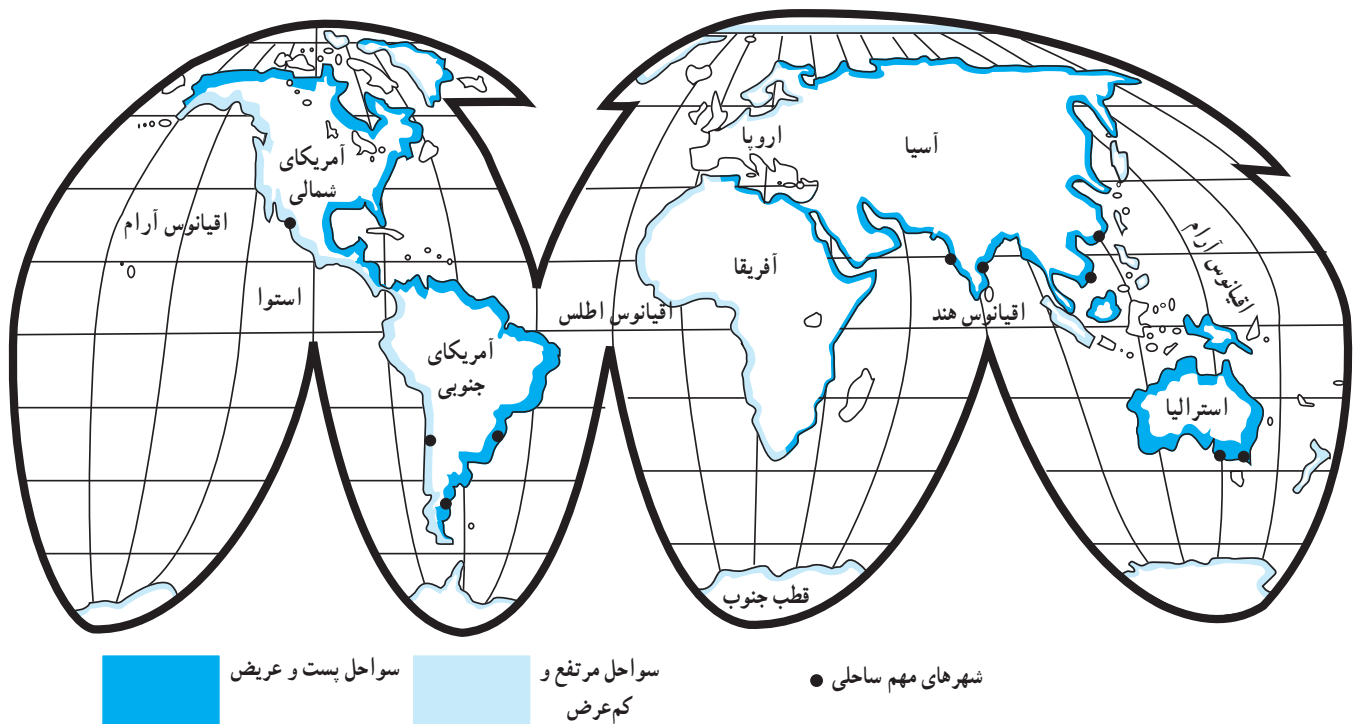 آمریکای
شمالی
اقیانوس آرام
استوا
آمریکای
جنوبی
اقیانوس اطلس
اروپا
آسیا
آفریقا
اقیانوس هند
اقیانوس آرام
استرالیا
قطب جنوب
شهرهای مهم ساحلی
سواحل مرتفع و
کم‌عرض
سواحل پست و عریض